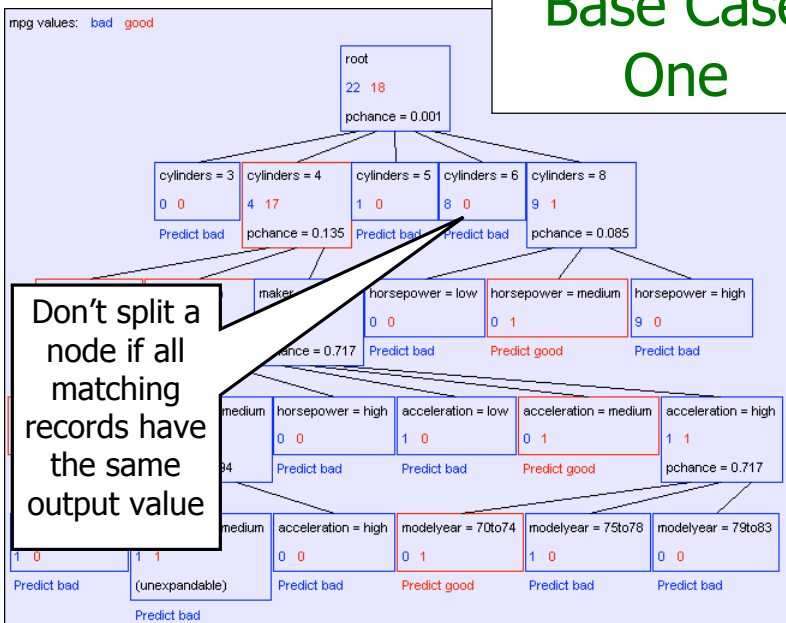 Base Case
One
mpg values: bad good
root
22 18
pchance = 0.001
cylinders = 3
0 0
Predict bad
cylinders = 4
4 17
pchance = 0.135
cylinders = 5
1 0
Predict bad
cylinders = 6
8 0
Predict bad
cylinders = 8
9 1
pchance = 0.085
maker
= 0.717
horsepower = low
0 0
Predict bad
horsepower = medium
0 1
Predict good
horsepower = high
9 0
Predict bad
Don't split a
node if all
matching
records have
the same
output value
medium
horsepower = high
0 0
Predict bad
acceleration = low
1 0
Predict bad
acceleration = medium
0 1
Predict good
acceleration = high
1 1
pchance = 0.717
1 0
Predict bad
medium
1 1
(unexpandable)
Predict bad
acceleration = high
0 0
Predict bad
modelyear = 70to74
0 1
Predict good
modelyear = 75to78
1 0
Predict bad
modelyear = 79to83
0 0
Predict bad